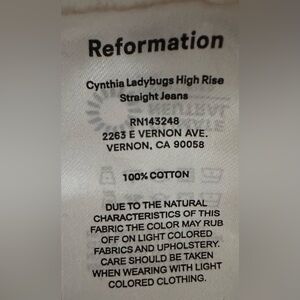 Reformation
Cynthia Ladybugs High Rise
Straight Jeans
RN143248
2263 E VERNON AVE.
VERNON, CA 90058
100% COTTON
DUE TO THE NATURAL
CHARACTERISTICS OF THIS
FABRIC THE COLOR MAY RUB
OFF ON LIGHT COLORED
FABRICS AND UPHOLSTERY.
CARE SHOULD BE TAKEN
WHEN WEARING WITH LIGHT
COLORED CLOTHING.